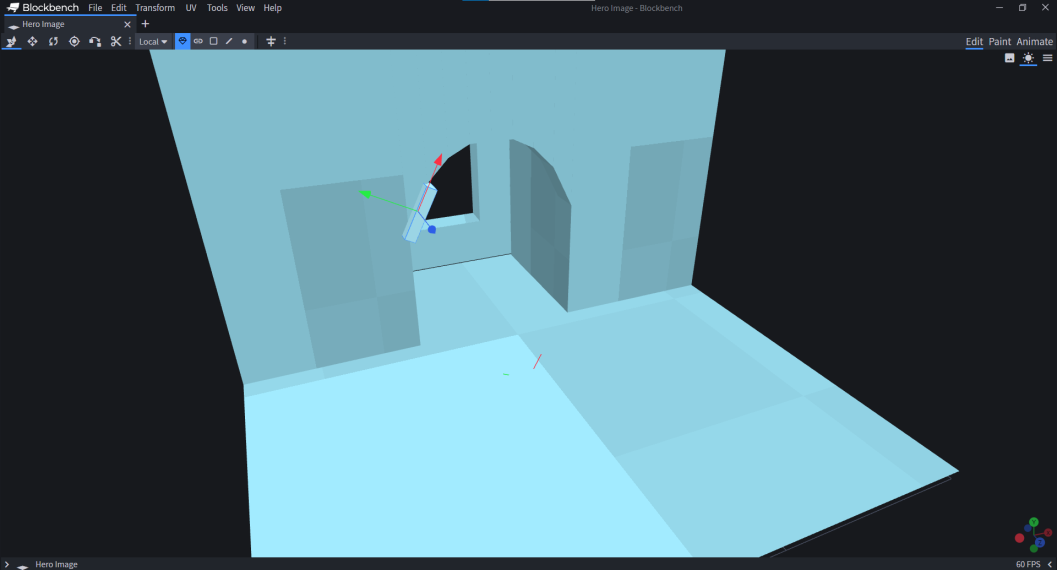 Blockbench File Edit Transform UV Tools View Help Hero Image - Blockbench
Hero Image
Local Edit Paint Animate
Y
Z
Hero Image 60 FPS